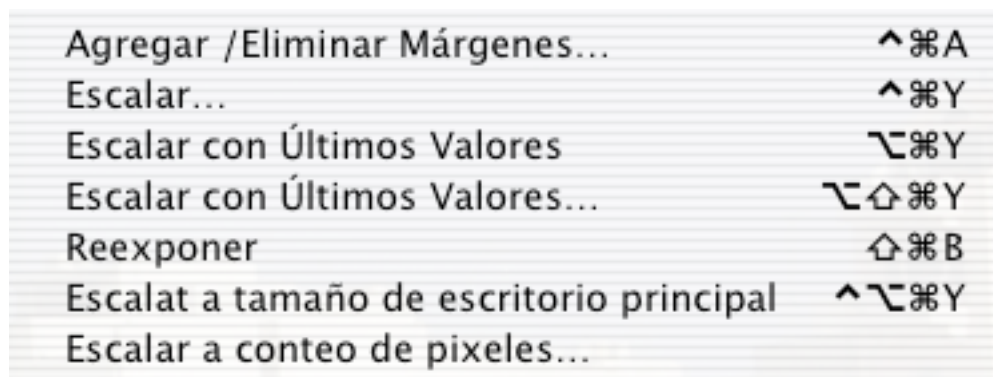 Agregar /Eliminar Márgenes... ^⌘A
Escalar... ^⌘Y
Escalar con Últimos Valores ⌥⌘Y
Escalar con Últimos Valores... ⌥⇧⌘Y
Reexponer ⇧⌘B
Escalat a tamaño de escritorio principal ^⌥⌘Y
Escalar a conteo de pixeles...